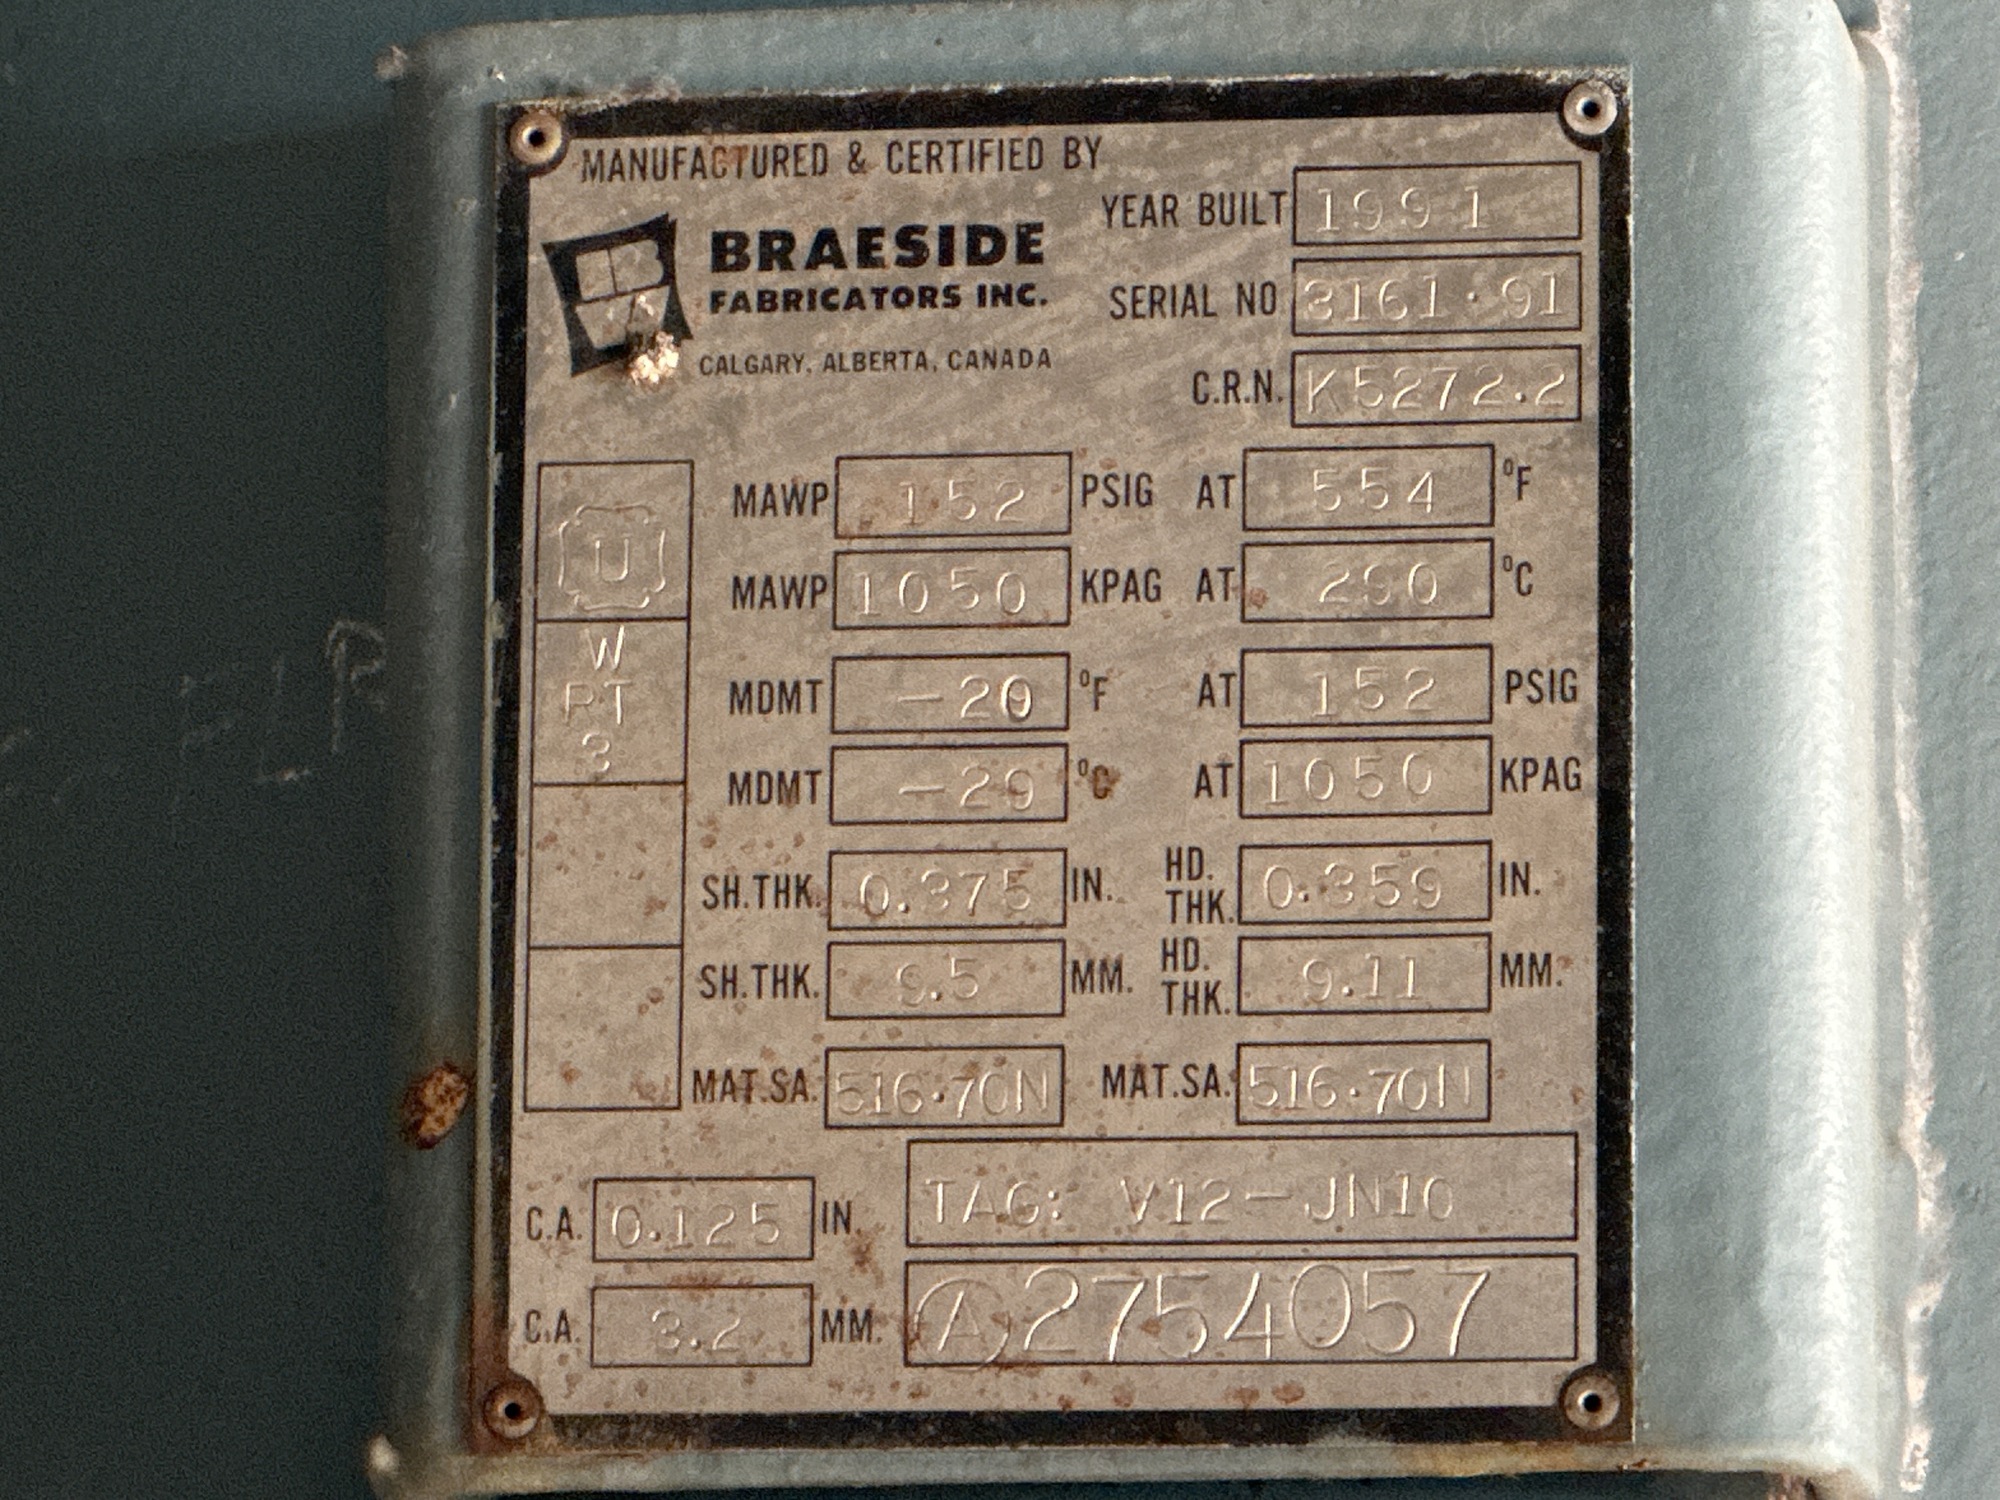 MANUFACTURED & CERTIFIED BY
BRAESIDE
FABRICATORS INC.
CALGARY, ALBERTA, CANADA
YEAR BUILT 1991
SERIAL NO 3161·91
C.R.N. K5272.2
U
W
RT
3
MAWP 152 PSIG AT 554 °F
MAWP 1050 KPAG AT 290 °C
MDMT -20 °F AT 152 PSIG
MDMT -29 °C AT 1050 KPAG
SH.THK. 0.375 IN. HD. THK. 0.359 IN.
SH.THK. 9.5 MM. HD. THK. 9.11 MM.
MAT.SA. 516·70N MAT.SA. 516·70N
C.A. 0.125 IN. TAG: V12-JN10
C.A. 3.2 MM. A 2754057